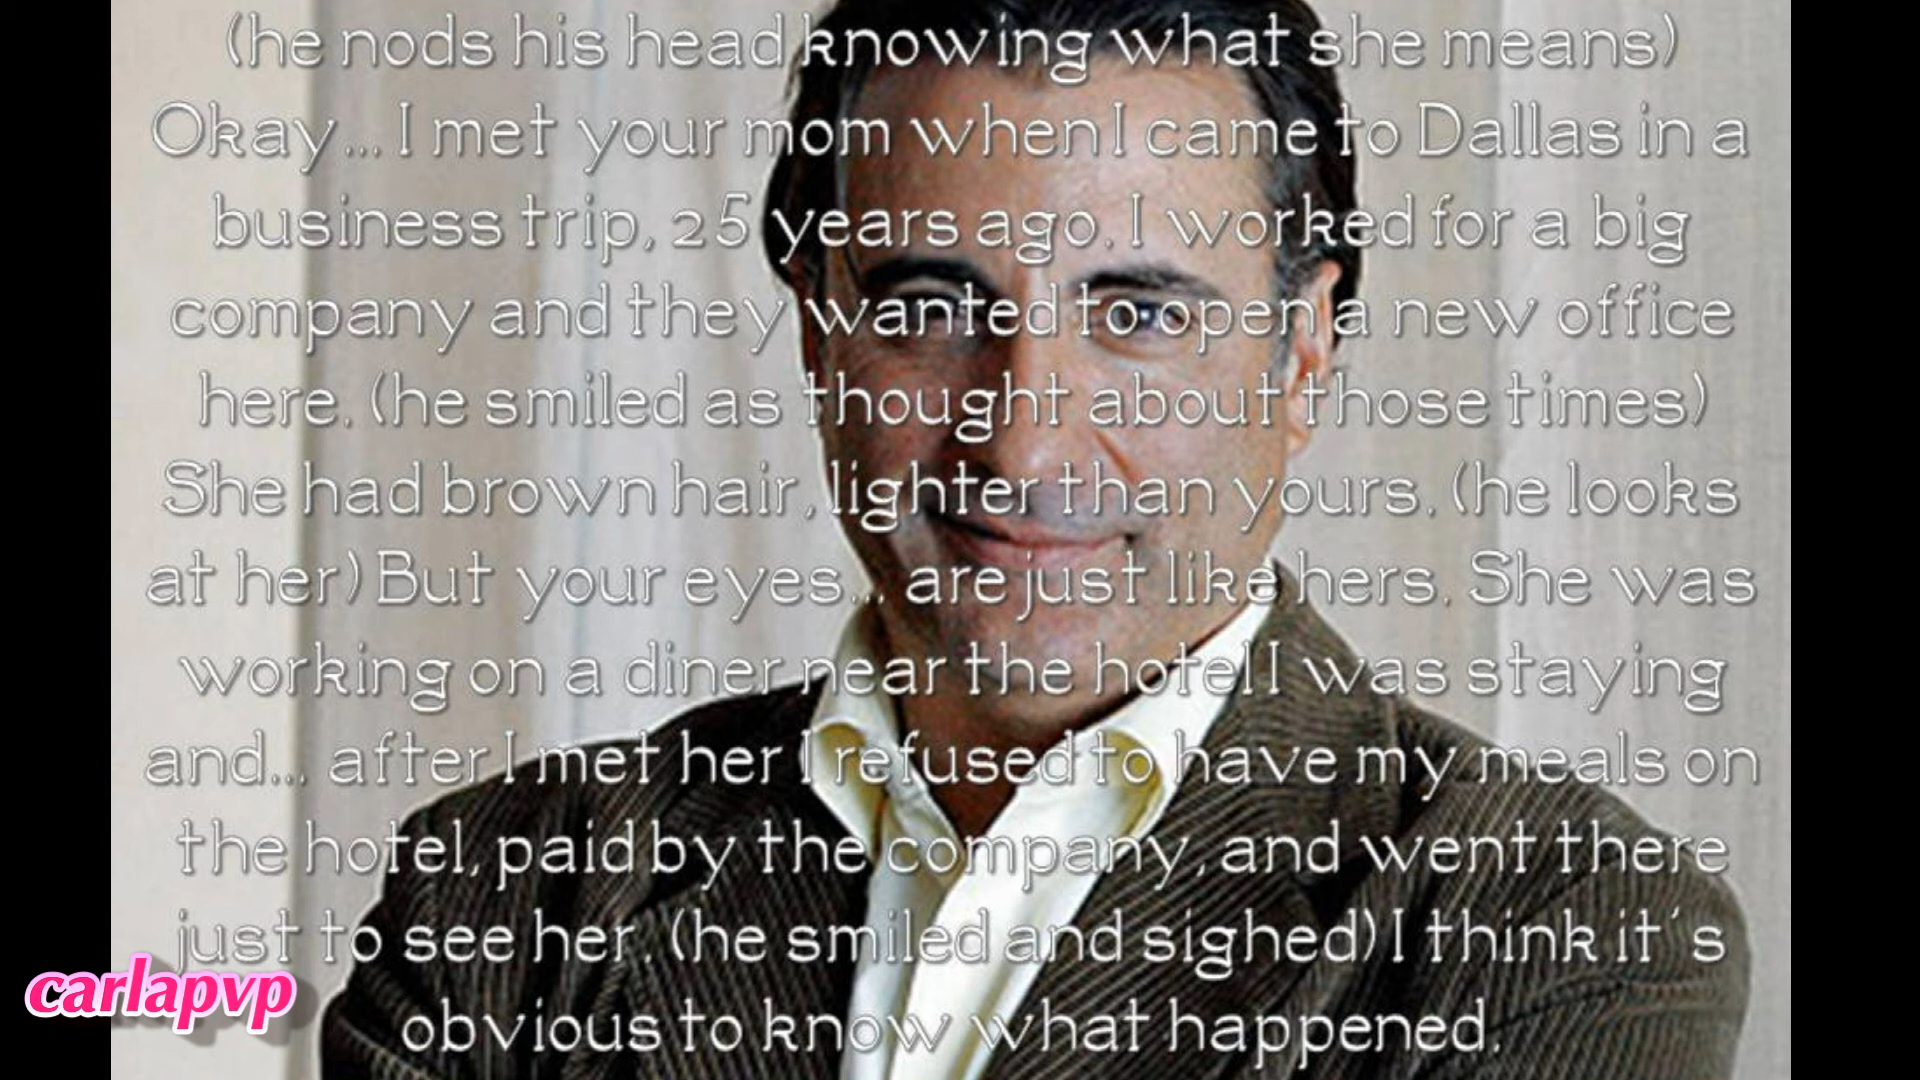 (he nods his head knowing what she means)
Okay... I met your mom when I came to Dallas in a
business trip, 25 years ago. I worked for a big
company and they wanted to open a new office
here. (he smiled as thought about those times)
She had brown hair, lighter than yours. (he looks
at her) But your eyes... are just like hers. She was
working on a diner near the hotel I was staying
and... after I met her I refused to have my meals on
the hotel, paid by the company, and went there
just to see her. (he smiled and sighed) I think it's
obvious to know what happened.
carlapvp